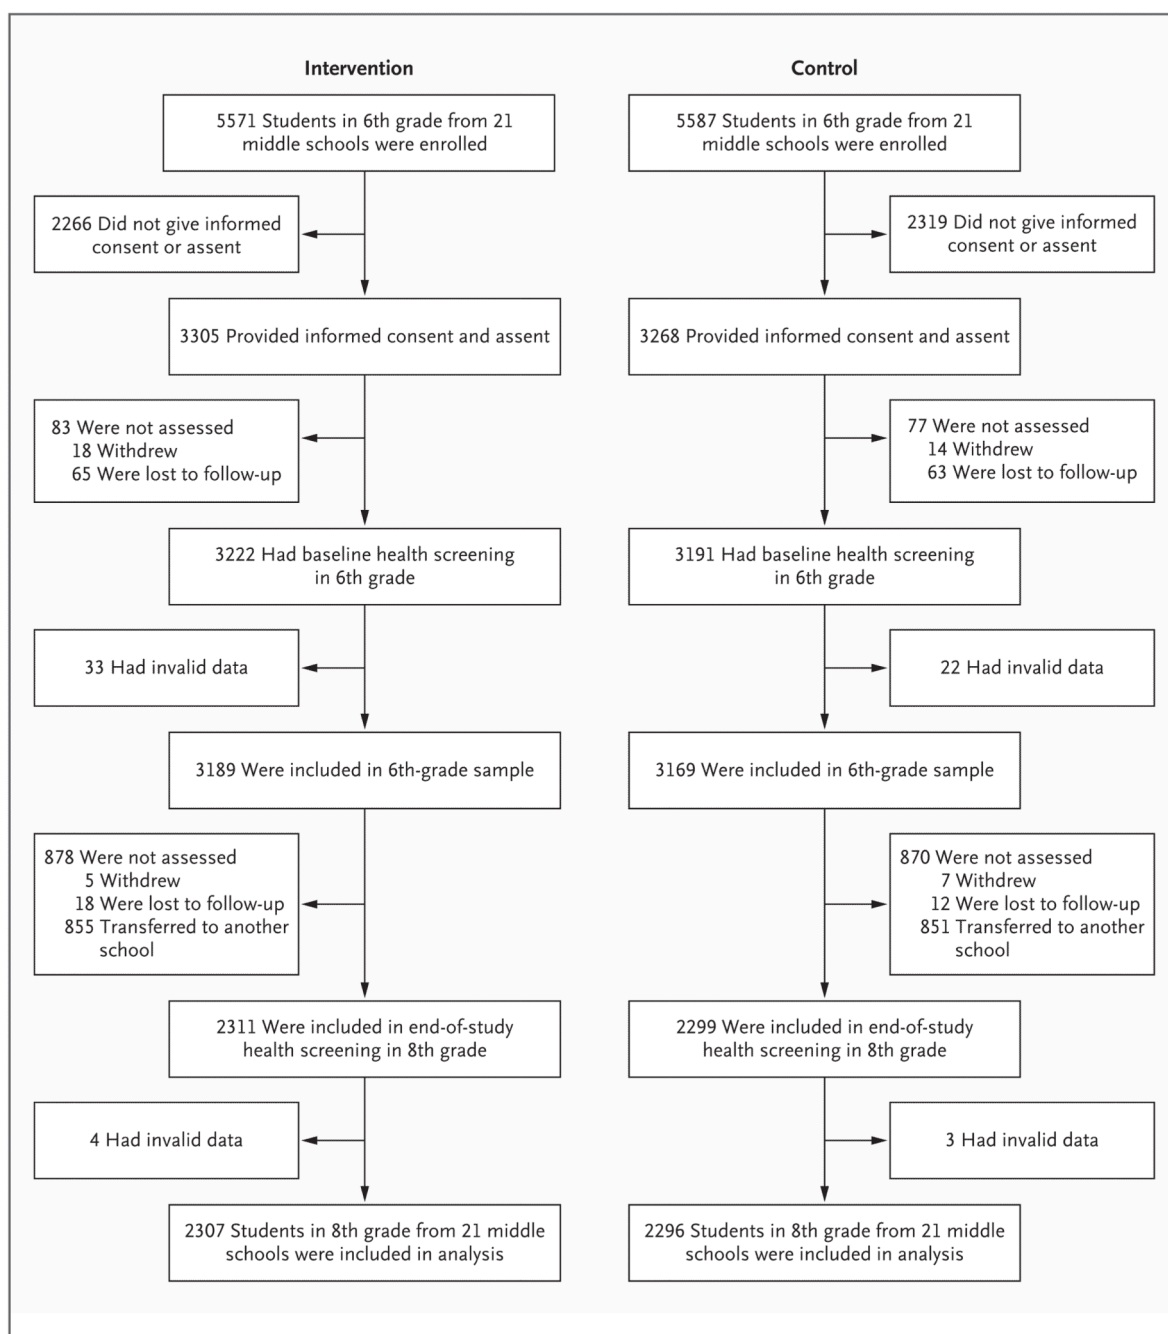 Intervention
Control
5571 Students in 6th grade from 21
middle schools were enrolled
5587 Students in 6th grade from 21
middle schools were enrolled
2266 Did not give informed
consent or assent
2319 Did not give informed
consent or assent
3305 Provided informed consent and assent
3268 Provided informed consent and assent
83 Were not assessed
18 Withdrew
65 Were lost to follow-up
77 Were not assessed
14 Withdrew
63 Were lost to follow-up
3222 Had baseline health screening
in 6th grade
3191 Had baseline health screening
in 6th grade
33 Had invalid data
22 Had invalid data
3189 Were included in 6th-grade sample
3169 Were included in 6th-grade sample
878 Were not assessed
5 Withdrew
18 Were lost to follow-up
855 Transferred to another
school
870 Were not assessed
7 Withdrew
12 Were lost to follow-up
851 Transferred to another
school
2311 Were included in end-of-study
health screening in 8th grade
2299 Were included in end-of-study
health screening in 8th grade
4 Had invalid data
3 Had invalid data
2307 Students in 8th grade from 21 middle
schools were included in analysis
2296 Students in 8th grade from 21 middle
schools were included in analysis